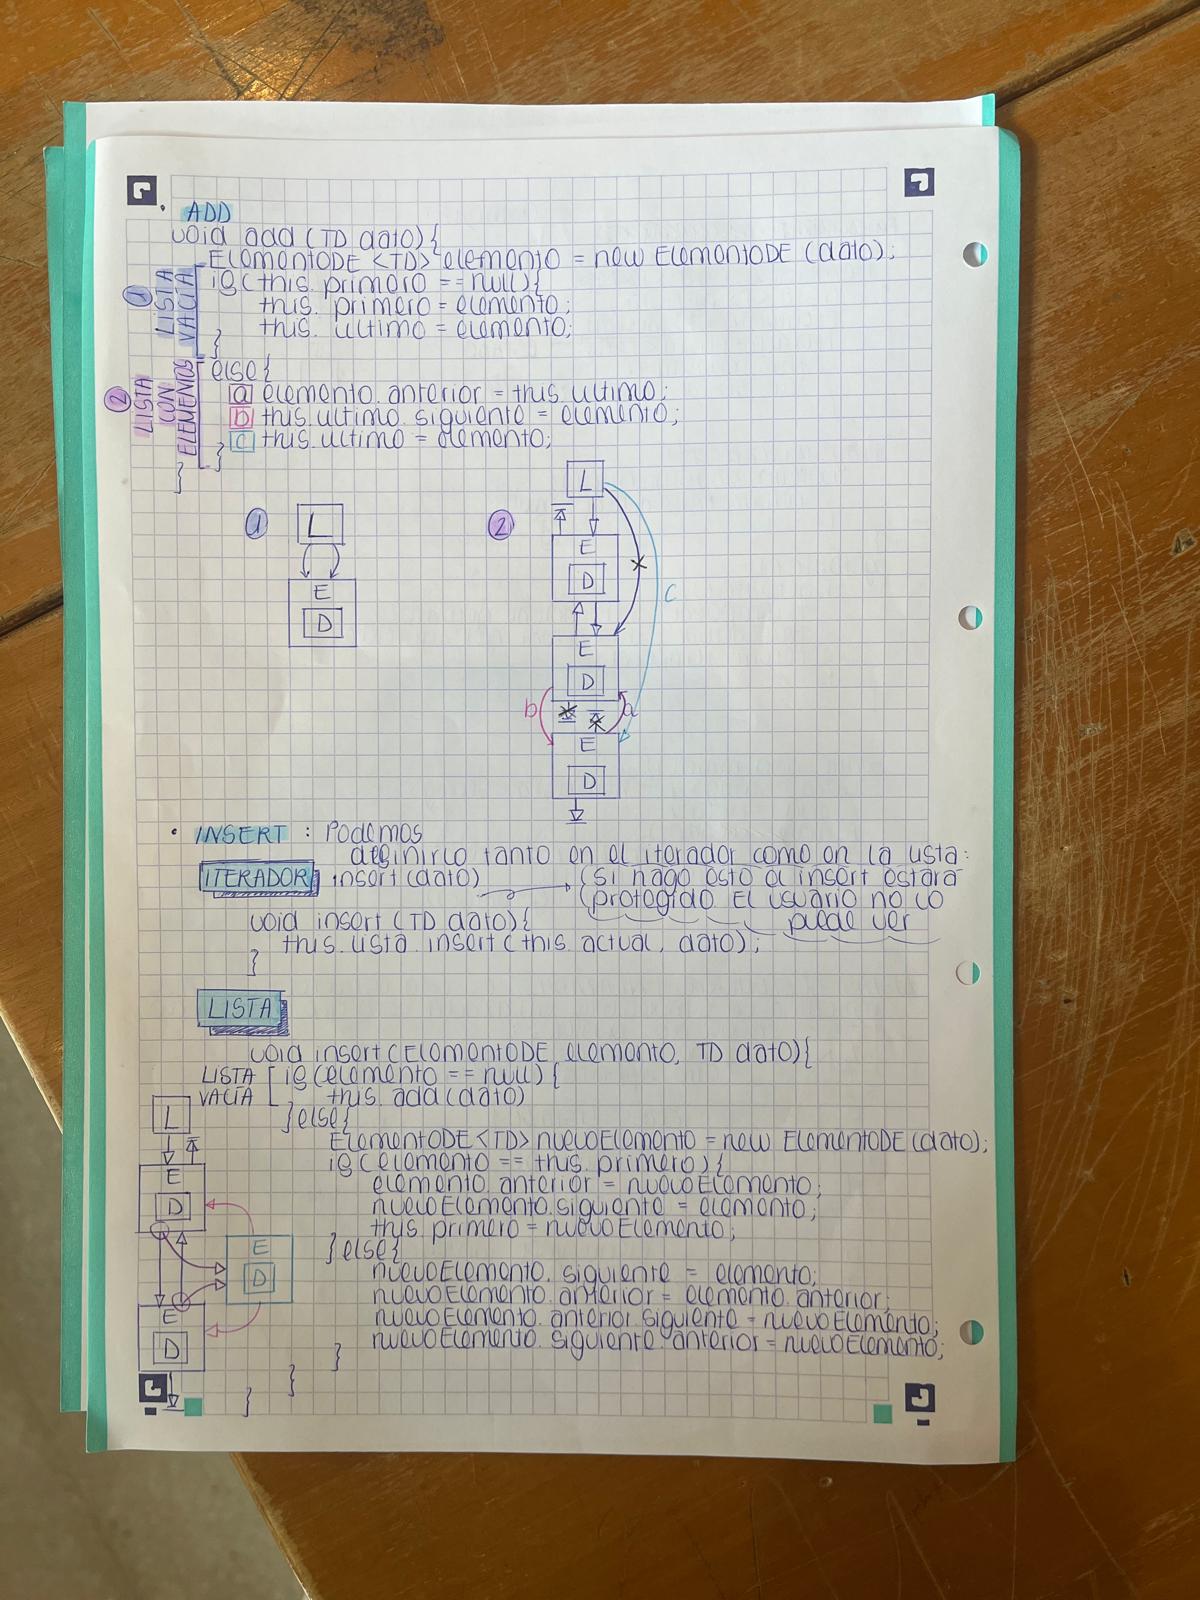 • ADD
void add (TD dato) {
ElementoDE <TD> elemento = new ElementoDE (dato);
① LISTA VACÍA
if (this. primero == null) {
this. primero = elemento;
this. ultimo = elemento;
}
② LISTA CON ELEMENTOS
else {
a elemento. anterior = this. ultimo;
b this. ultimo. siguiente = elemento;
c this. ultimo = elemento;
}
}
① L
E
D
② L
E
D
c
E
D
b a
E
D
• INSERT : Podemos
definirlo tanto en el iterador como en la lista:
ITERADOR insert (dato) (si hago esto el insert estara
protegido. El usuario no lo
puede ver
void insert (TD dato) {
this. lista. insert (this. actual, dato);
}
LISTA
void insert (ElementoDE elemento, TD dato) {
LISTA VACÍA
if (elemento == null) {
this. add (dato)
} else {
ElementoDE <TD> nuevoElemento = new ElementoDE (dato);
if (elemento == this. primero) {
elemento. anterior = nuevoElemento;
nuevoElemento. siguiente = elemento;
this. primero = nuevoElemento;
} else {
nuevoElemento. siguiente = elemento;
nuevoElemento. anterior = elemento. anterior;
nuevoElemento. anterior. siguiente = nuevoElemento;
nuevoElemento. siguiente. anterior = nuevoElemento;
}
}
}
L
E
D
E
D
E
D